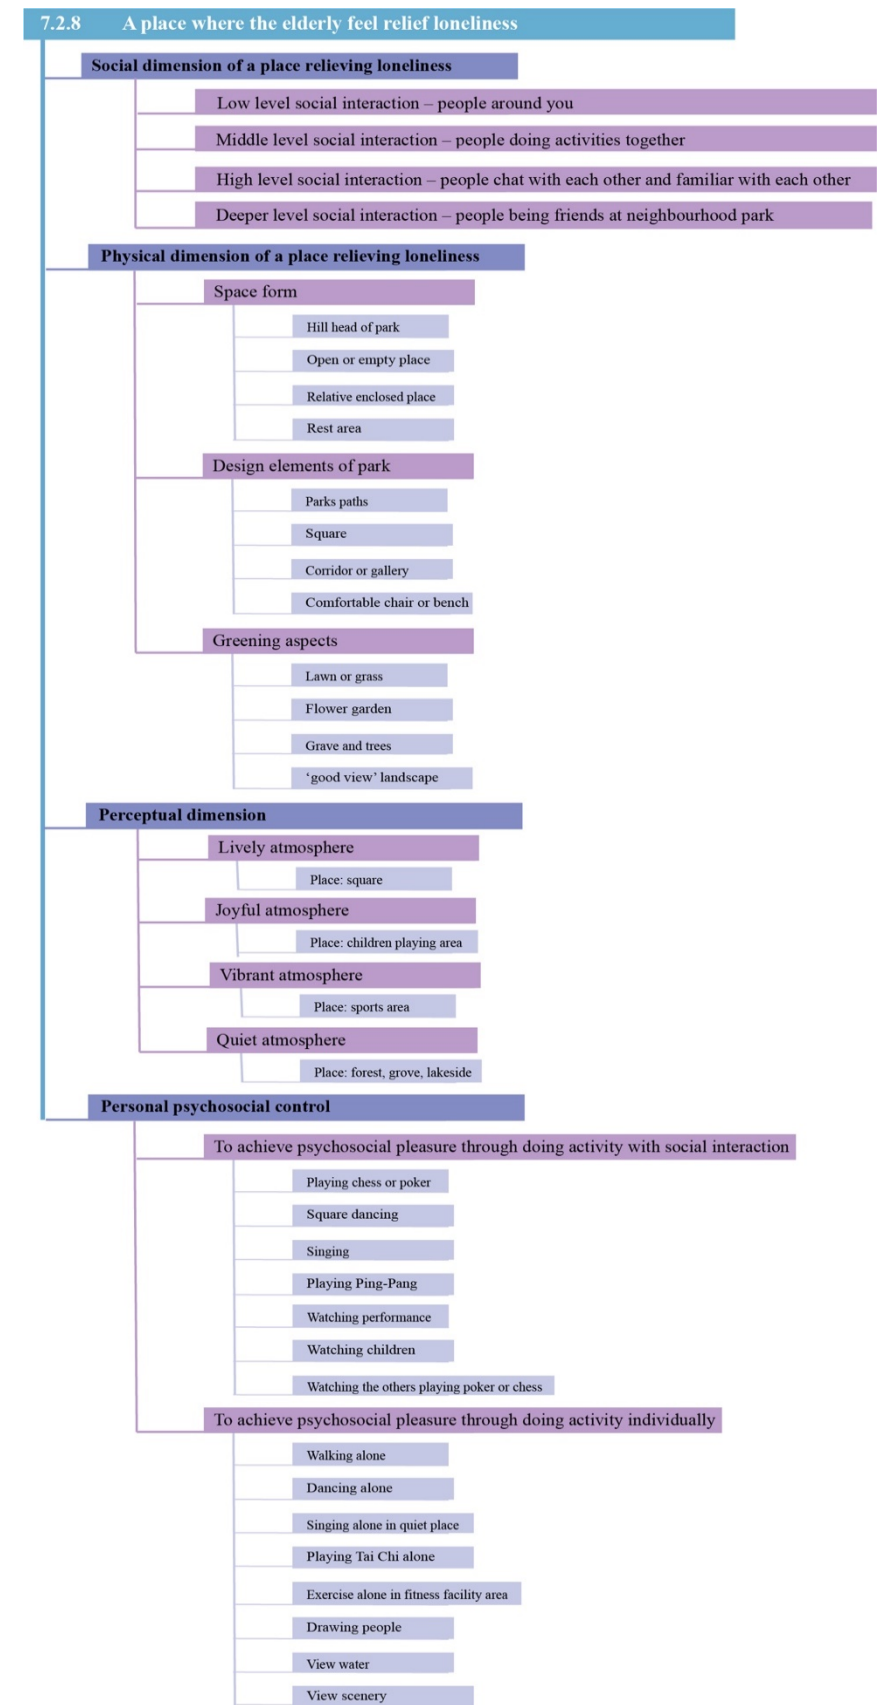 7.2.8 A place where the elderly feel relief loneliness
Social dimension of a place relieving loneliness
Low level social interaction – people around you
Middle level social interaction – people doing activities together
High level social interaction – people chat with each other and familiar with each other
Deeper level social interaction – people being friends at neighbourhood park
Physical dimension of a place relieving loneliness
Space form
Hill head of park
Open or empty place
Relative enclosed place
Rest area
Design elements of park
Parks paths
Square
Corridor or gallery
Comfortable chair or bench
Greening aspects
Lawn or grass
Flower garden
Grave and trees
‘good view’ landscape
Perceptual dimension
Lively atmosphere
Place: square
Joyful atmosphere
Place: children playing area
Vibrant atmosphere
Place: sports area
Quiet atmosphere
Place: forest, grove, lakeside
Personal psychosocial control
To achieve psychosocial pleasure through doing activity with social interaction
Playing chess or poker
Square dancing
Singing
Playing Ping-Pang
Watching performance
Watching children
Watching the others playing poker or chess
To achieve psychosocial pleasure through doing activity individually
Walking alone
Dancing alone
Singing alone in quiet place
Playing Tai Chi alone
Exercise alone in fitness facility area
Drawing people
View water
View scenery